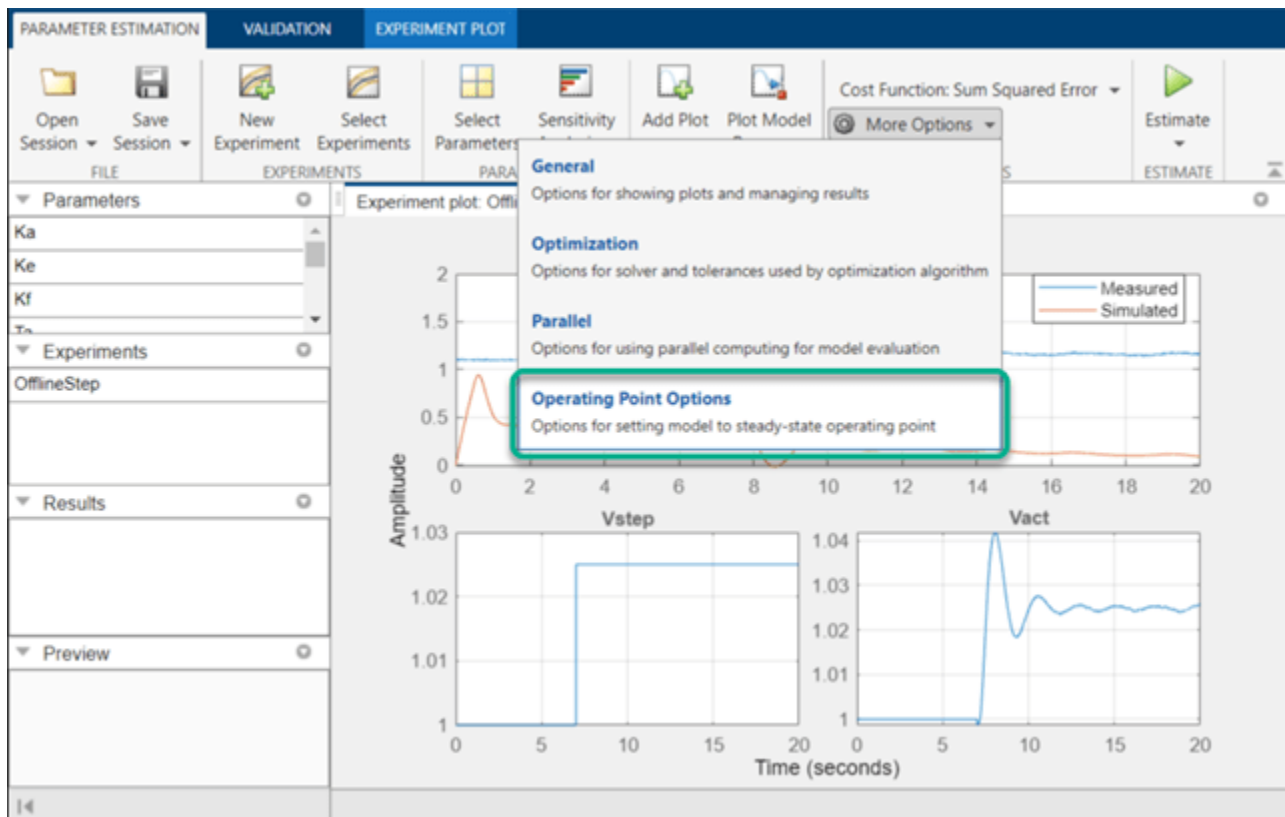 PARAMETER ESTIMATION VALIDATION EXPERIMENT PLOT
Cost Function: Sum Squared Error
Open Save New Select Select Sensitivity Add Plot Plot Model More Options Estimate
Session Session Experiment Experiments Parameters
FILE EXPERIMENTS PARA S ESTIMATE
General
Options for showing plots and managing results
Optimization
Options for solver and tolerances used by optimization algorithm
Parallel
Options for using parallel computing for model evaluation
Operating Point Options
Options for setting model to steady-state operating point
Parameters
Ka
Ke
Kf
Experiments
OfflineStep
Results
Preview
Experiment plot: Offli
Measured
Simulated
2
1.5
1
0.5
0
0 2 4 6 8 10 12 14 16 18 20
Amplitude
Vstep
1.03
1.02
1.01
1
0 5 10 15 20
Vact
1.04
1.03
1.02
1.01
1
0 5 10 15 20
Time (seconds)